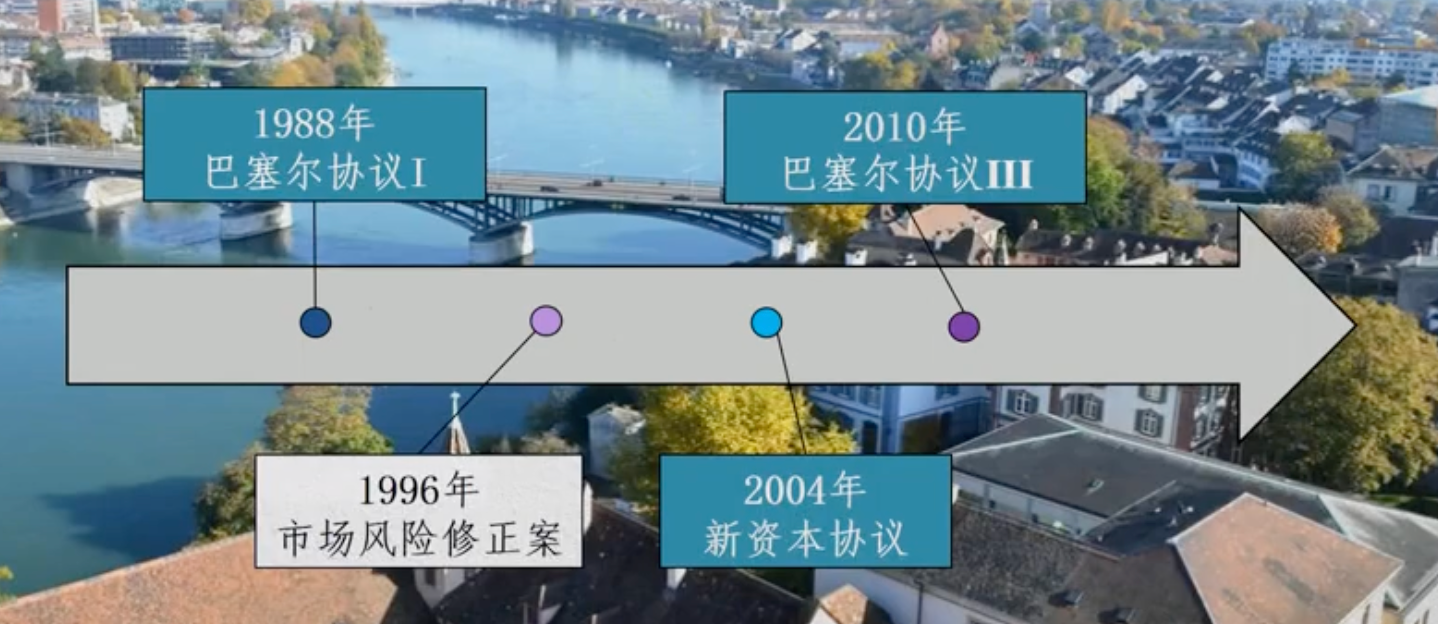 1988年
巴塞尔协议I
2010年
巴塞尔协议III
1996年
市场风险修正案
2004年
新资本协议